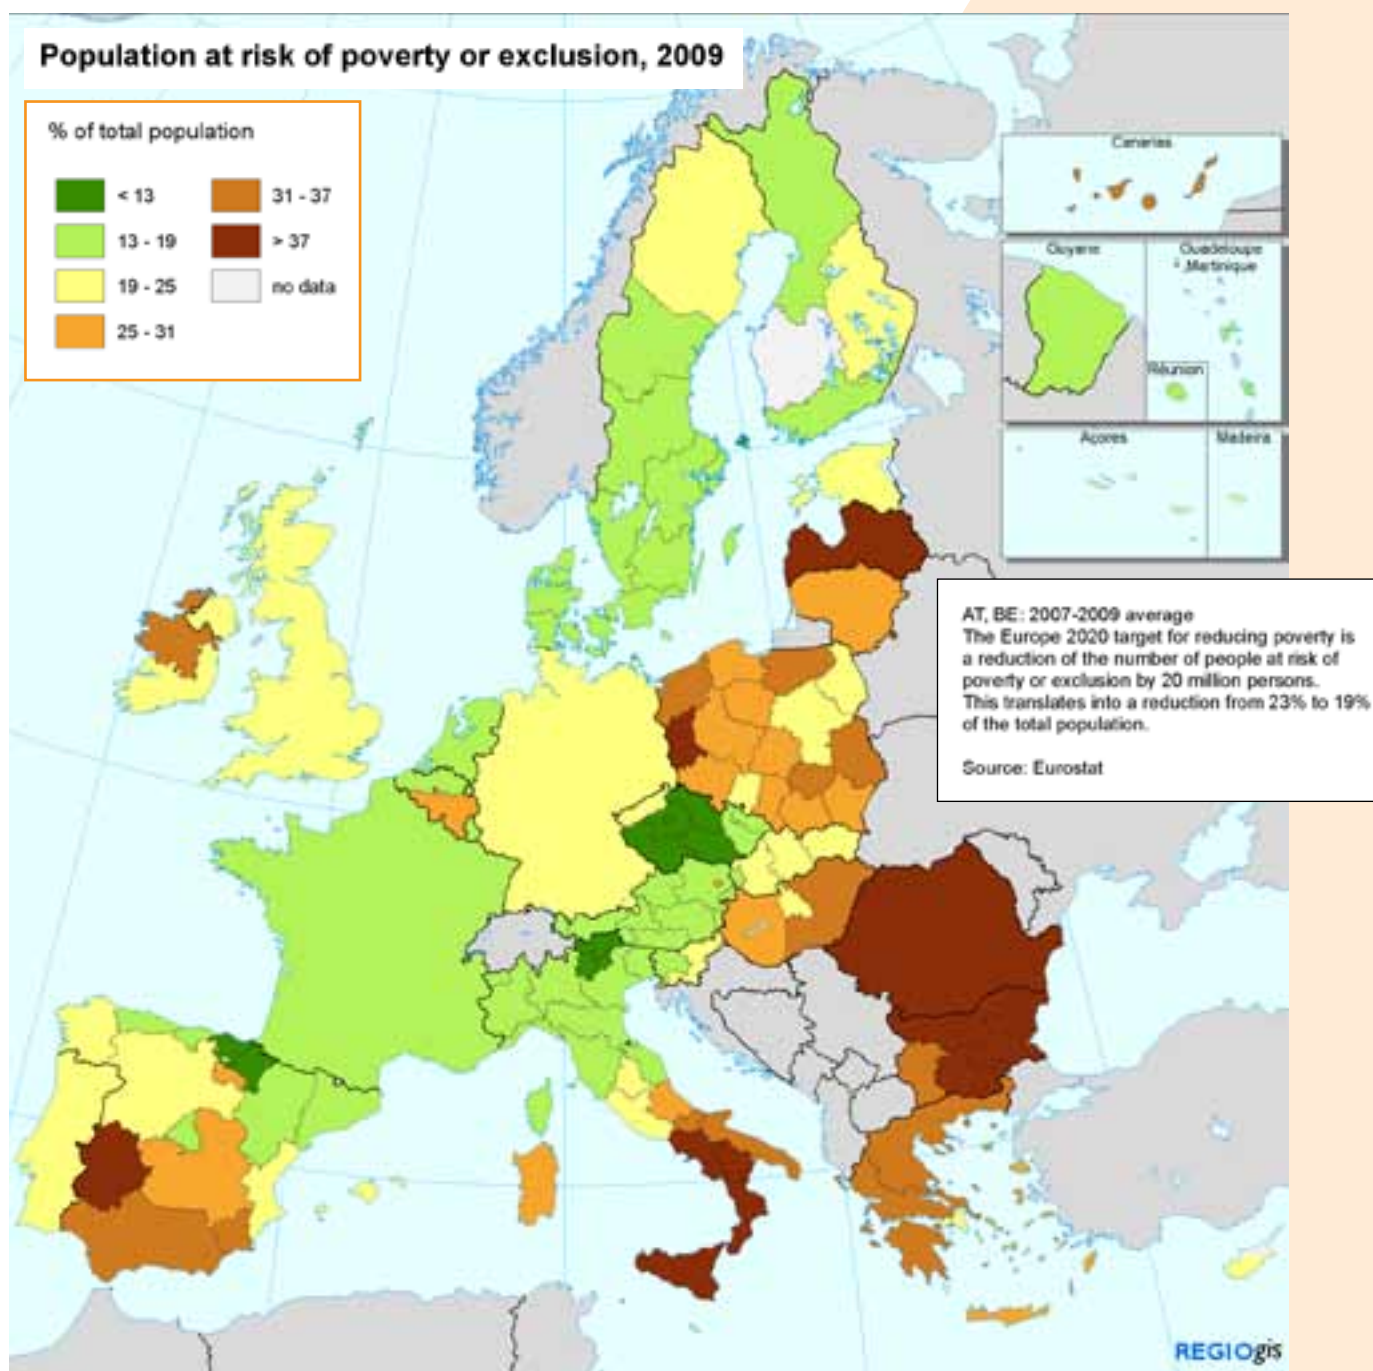 Population at risk of poverty or exclusion, 2009
% of total population
< 13
13 - 19
19 - 25
25 - 31
31 - 37
> 37
no data
Canarias
Guyane
Guadeloupe
Martinique
Réunion
Açores
Madeira
AT, BE: 2007-2009 average
The Europe 2020 target for reducing poverty is
a reduction of the number of people at risk of
poverty or exclusion by 20 million persons.
This translates into a reduction from 23% to 19%
of the total population.
Source: Eurostat
REGIOgis